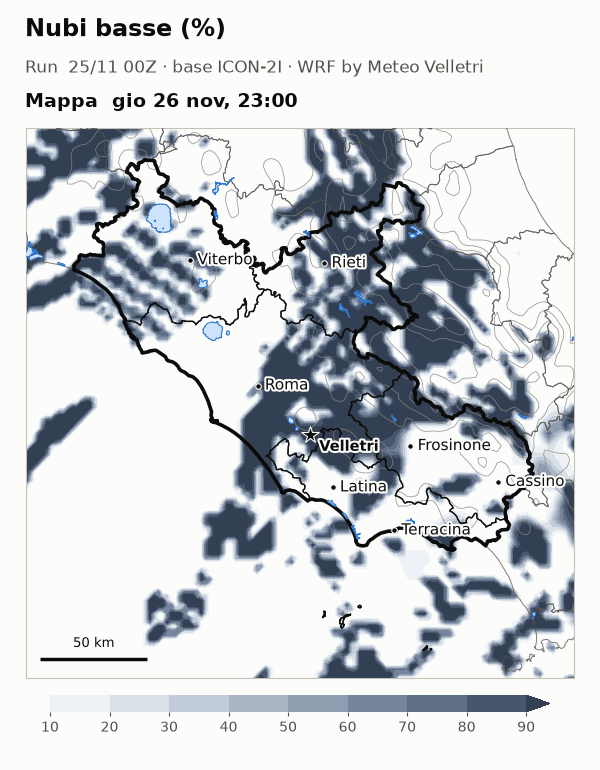 Nubi basse (%)
Run 25/11 00Z · base ICON-2I · WRF by Meteo Velletri
Mappa gio 26 nov, 23:00
Viterbo
Rieti
Roma
Velletri
Frosinone
Latina
Cassino
Terracina
50 km
10 20 30 40 50 60 70 80 90